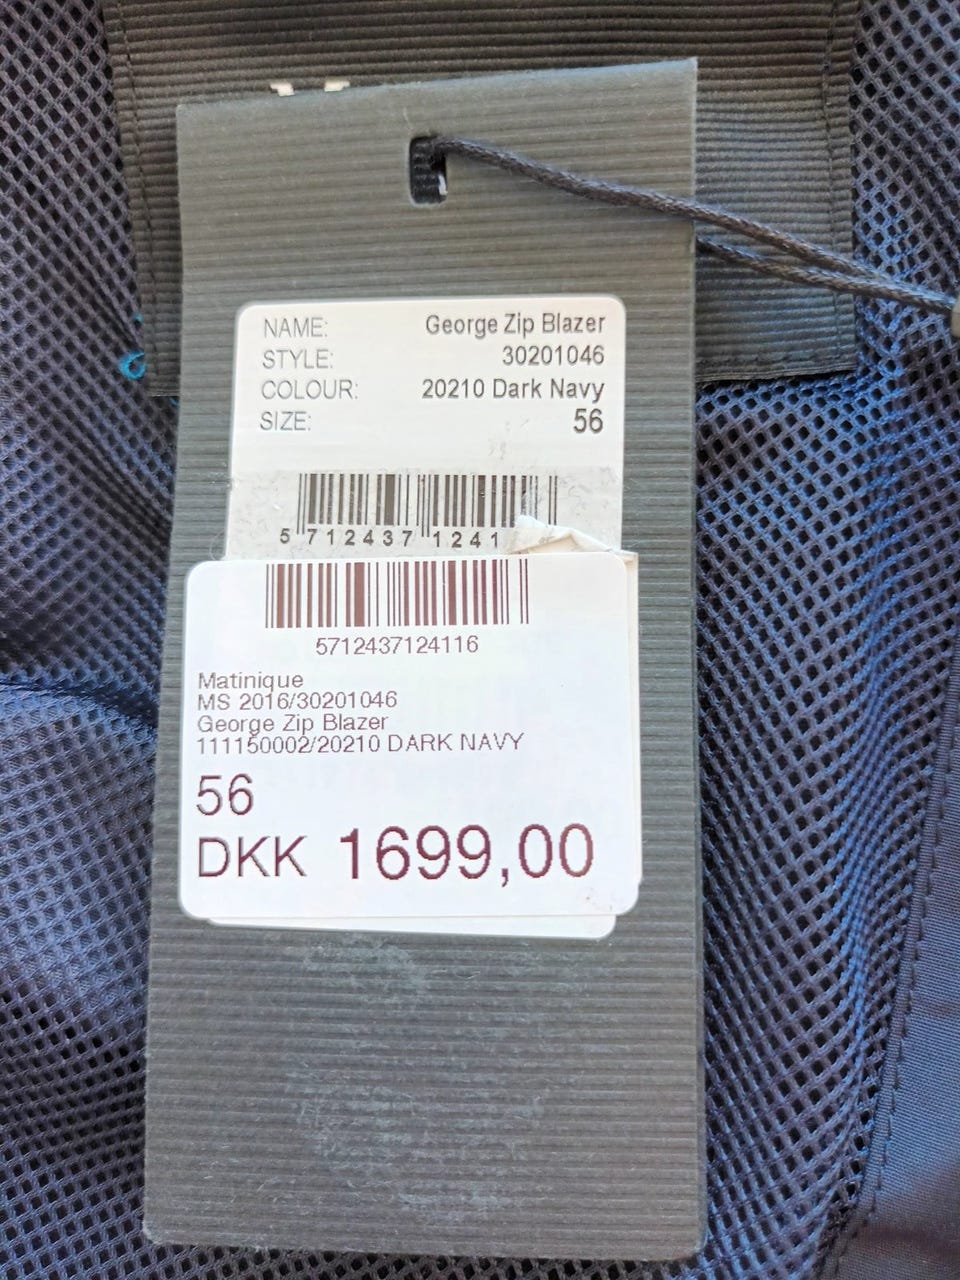 NAME: George Zip Blazer
STYLE: 30201046
COLOUR: 20210 Dark Navy
SIZE: 56
5 712437 1241
5712437124116
Matinique
MS 2016/30201046
George Zip Blazer
111150002/20210 DARK NAVY
56
DKK 1699,00